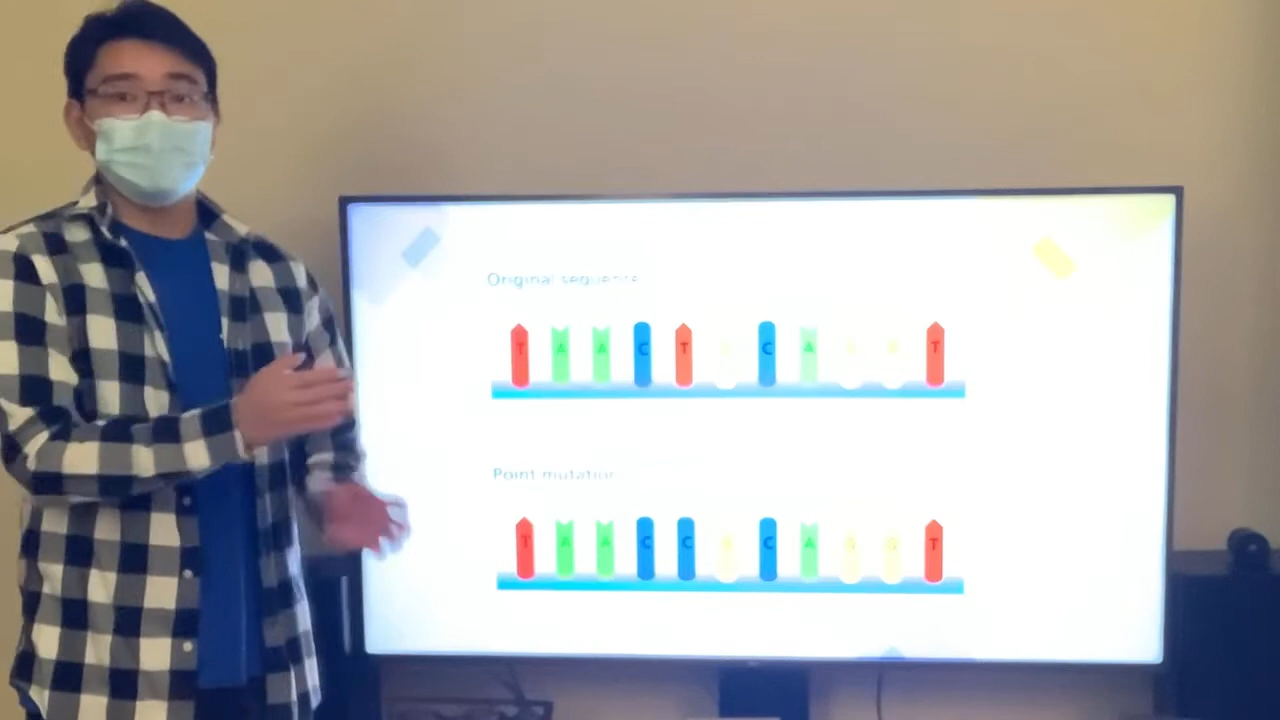 Original sequence
T A A C T C A T
Point mutation
T A A C C G C A G G T